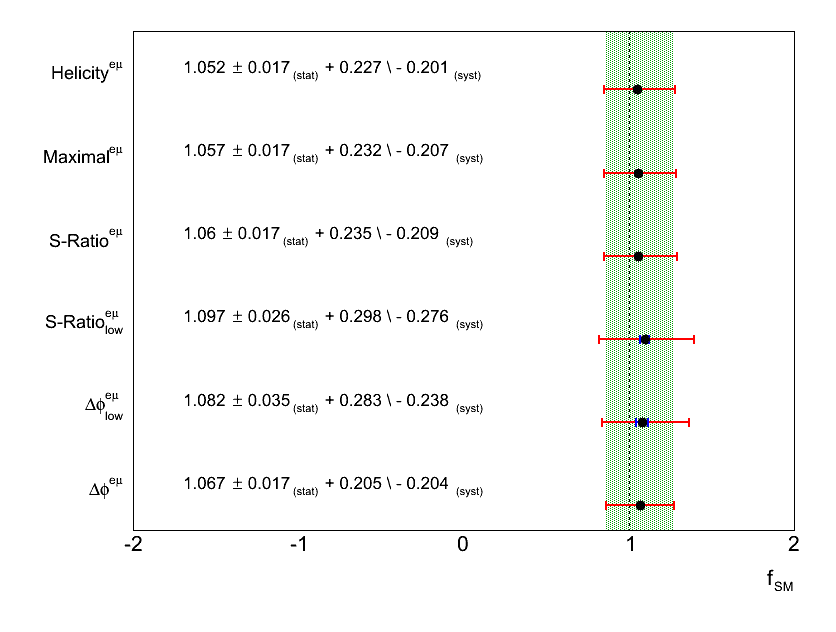 Helicity^eμ 1.052 ± 0.017 (stat) + 0.227 \ - 0.201 (syst)
Maximal^eμ 1.057 ± 0.017 (stat) + 0.232 \ - 0.207 (syst)
S-Ratio^eμ 1.06 ± 0.017 (stat) + 0.235 \ - 0.209 (syst)
S-Ratio^eμ_low 1.097 ± 0.026 (stat) + 0.298 \ - 0.276 (syst)
Δϕ^eμ_low 1.082 ± 0.035 (stat) + 0.283 \ - 0.238 (syst)
Δϕ^eμ 1.067 ± 0.017 (stat) + 0.205 \ - 0.204 (syst)
-2 -1 0 1 2
f_SM